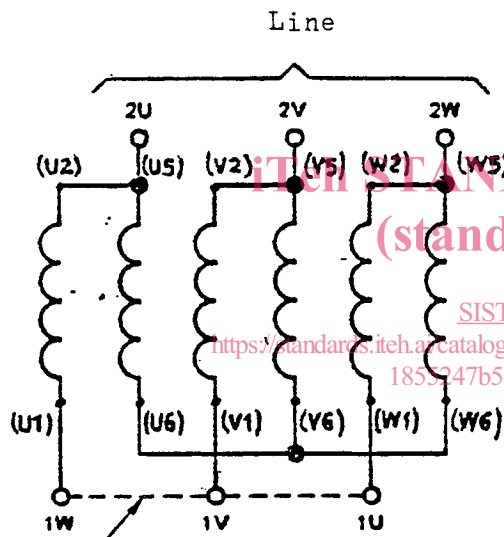 Line
2U 2V 2W
(U2) (U5) (V2) (V5) (W2) (W5)
iTeh STAN
(stand
SIST
https://standards.iteh.ai/catalog
1855247b5
(U1) (U6) (V1) (V6) (W1) (W6)
1W 1V 1U